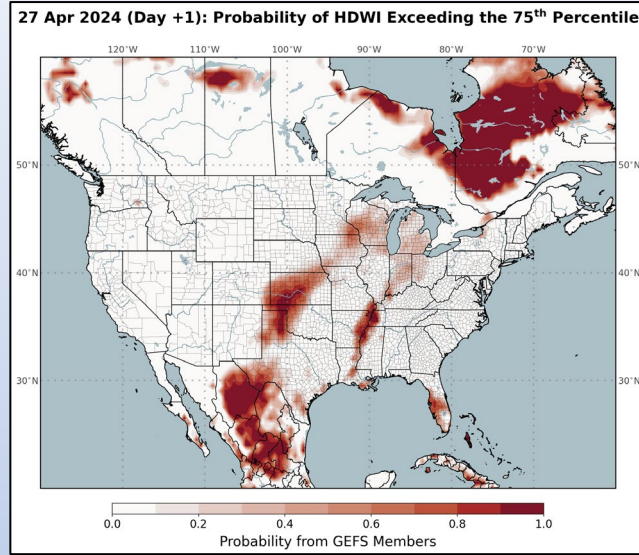 27 Apr 2024 (Day +1): Probability of HDWI Exceeding the 75th Percentile
120°W 110°W 100°W 90°W 80°W 70°W
50°N 50°N
40°N 40°N
30°N 30°N
0.0 0.2 0.4 0.6 0.8 1.0
Probability from GEFS Members